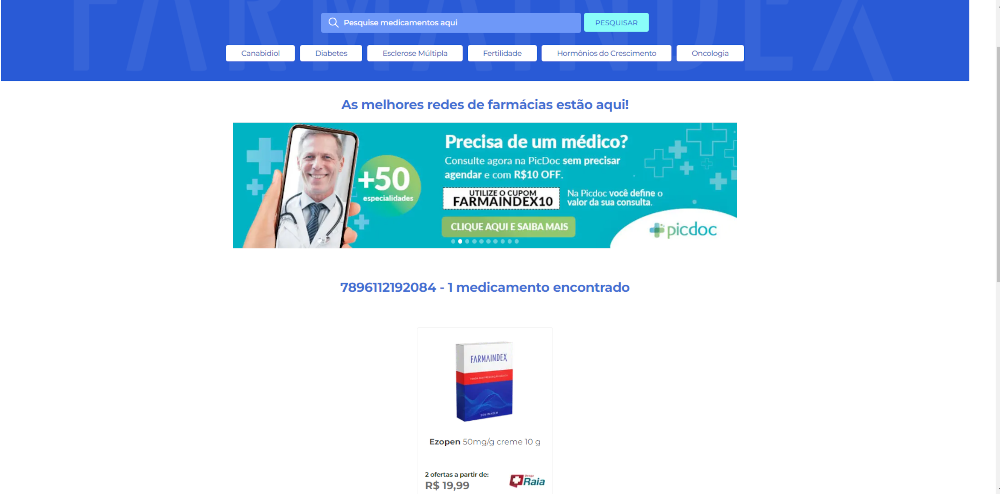 FARMAINDEX
Pesquise medicamentos aqui
PESQUISAR
Canabidiol
Diabetes
Esclerose Múltipla
Fertilidade
Hormônios do Crescimento
Oncologia
As melhores redes de farmácias estão aqui!
+50
especialidades
Precisa de um médico?
Consulte agora na PicDoc sem precisar
agendar e com R$10 OFF.
UTILIZE O CUPOM
FARMAINDEX10
Na Picdoc você define o
valor da sua consulta.
CLIQUE AQUI E SAIBA MAIS
picdoc
7896112192084 - 1 medicamento encontrado
FARMAINDEX
Ezopen 50mg/g creme 10 g
2 ofertas a partir de:
R$ 19,99
Raia